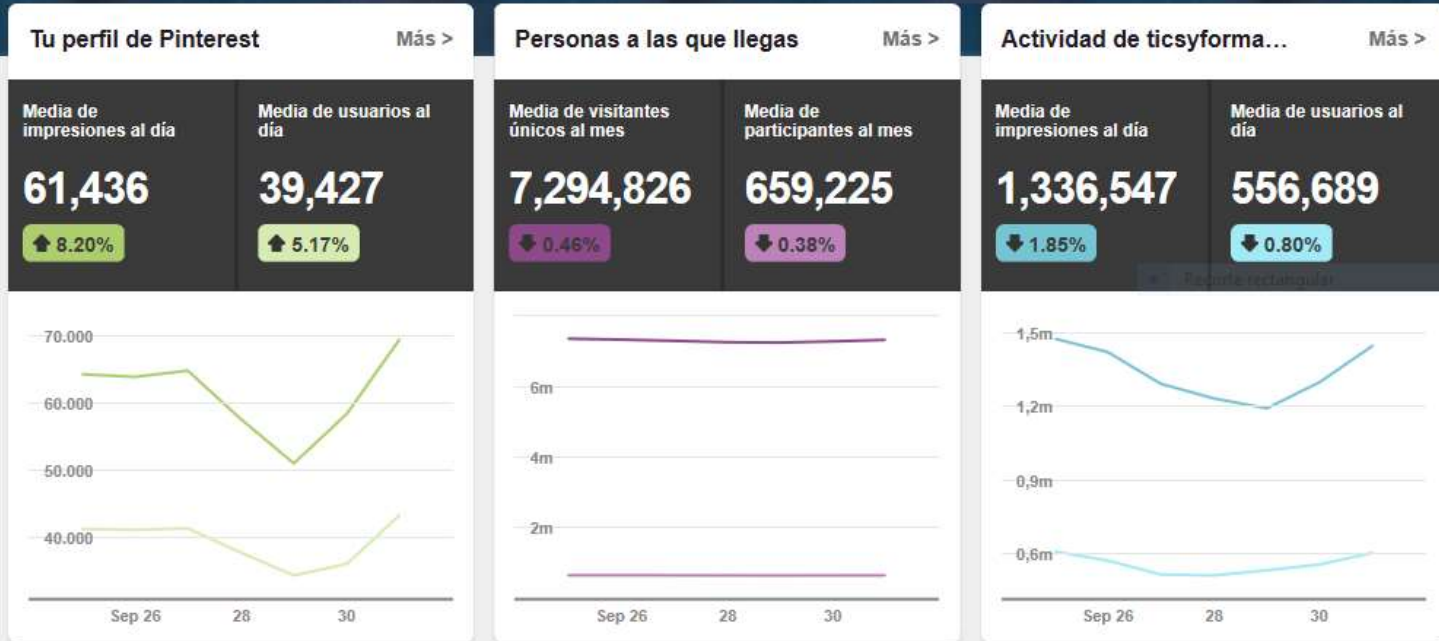 Tu perfil de Pinterest
Más >
Media de
impresiones al día
61,436
8.20%
Media de usuarios al
día
39,427
5.17%
70.000
60.000
50.000
40.000
Sep 26
28
30
Personas a las que llegas
Más >
Media de visitantes
únicos al mes
7,294,826
0.46%
Media de
participantes al mes
659,225
0.38%
6m
4m
2m
Sep 26
28
30
Actividad de ticsyforma...
Más >
Media de
impresiones al día
1,336,547
1.85%
Media de usuarios al
día
556,689
0.80%
Recorte rectangular
1,5m
1,2m
0,9m
0,6m
Sep 26
28
30